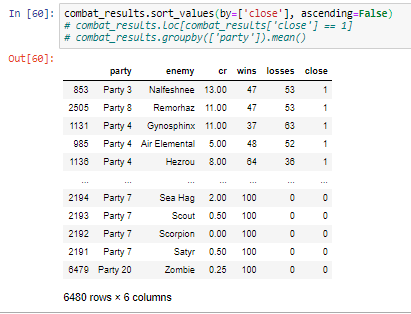 In [60]: combat_results.sort_values(by=['close'], ascending=False)
# combat_results.loc[combat_results['close'] == 1]
# combat_results.groupby(['party']).mean()
Out[60]:
party enemy cr wins losses close
853 Party 3 Nalfeshnee 13.00 47 53 1
2505 Party 8 Remorhaz 11.00 47 53 1
1131 Party 4 Gynosphinx 11.00 37 63 1
985 Party 4 Air Elemental 5.00 48 52 1
1136 Party 4 Hezrou 8.00 64 36 1
... ... ... ... ... ... ...
2194 Party 7 Sea Hag 2.00 100 0 0
2193 Party 7 Scout 0.50 100 0 0
2192 Party 7 Scorpion 0.00 100 0 0
2191 Party 7 Satyr 0.50 100 0 0
6479 Party 20 Zombie 0.25 100 0 0
6480 rows × 6 columns